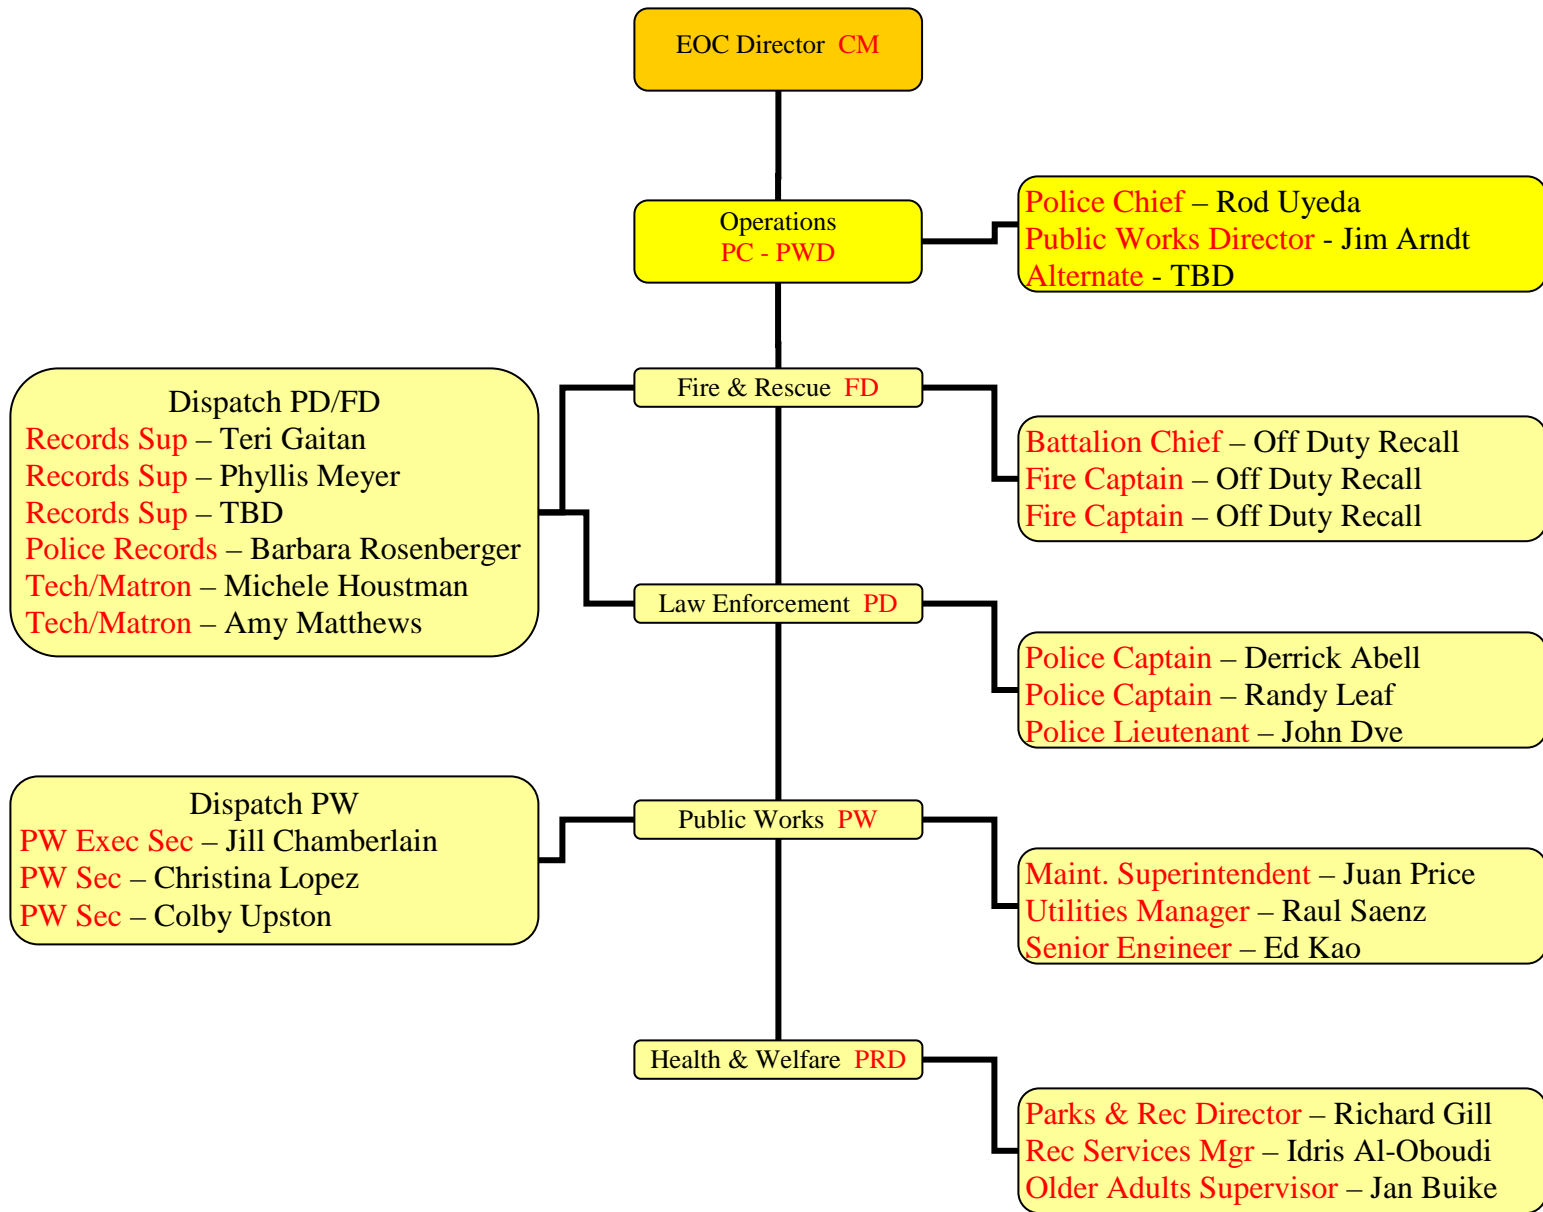 EOC Director CM
Operations
PC - PWD
Police Chief – Rod Uyeda
Public Works Director - Jim Arndt
Alternate - TBD
Fire & Rescue FD
Dispatch PD/FD
Records Sup – Teri Gaitan
Records Sup – Phyllis Meyer
Records Sup – TBD
Police Records – Barbara Rosenberger
Tech/Matron – Michele Houstman
Tech/Matron – Amy Matthews
Battalion Chief – Off Duty Recall
Fire Captain – Off Duty Recall
Fire Captain – Off Duty Recall
Law Enforcement PD
Police Captain – Derrick Abell
Police Captain – Randy Leaf
Police Lieutenant – John Dve
Public Works PW
Dispatch PW
PW Exec Sec – Jill Chamberlain
PW Sec – Christina Lopez
PW Sec – Colby Upston
Maint. Superintendent – Juan Price
Utilities Manager – Raul Saenz
Senior Engineer – Ed Kao
Health & Welfare PRD
Parks & Rec Director – Richard Gill
Rec Services Mgr – Idris Al-Oboudi
Older Adults Supervisor – Jan Buike